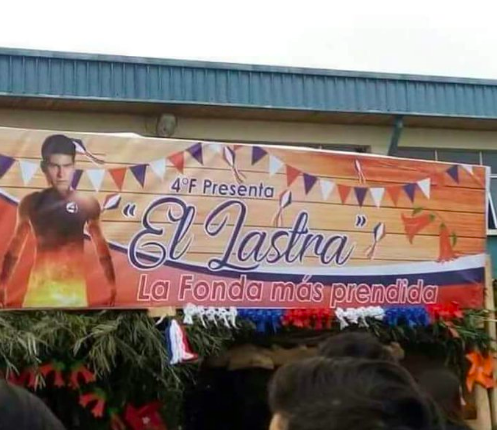 4°F Presenta
"El Lastra"
La Fonda más prendida